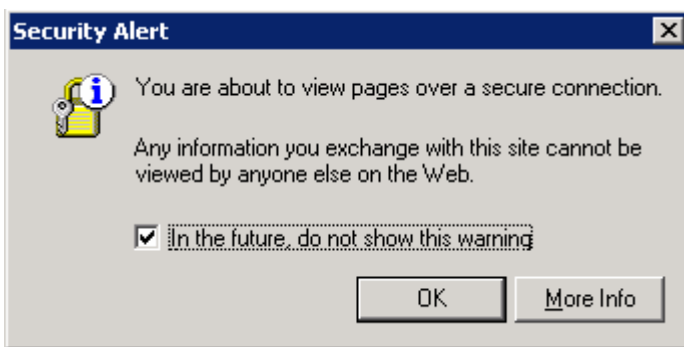 Security Alert
You are about to view pages over a secure connection.
Any information you exchange with this site cannot be
viewed by anyone else on the Web.
In the future, do not show this warning
OK
More Info